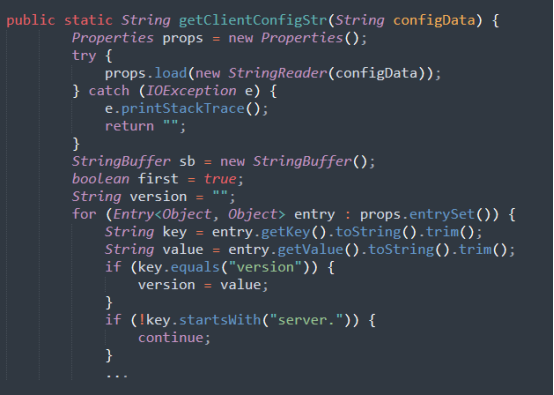 public static String getClientConfigStr(String configData) {
        Properties props = new Properties();
        try {
            props.load(new StringReader(configData));
        } catch (IOException e) {
            e.printStackTrace();
            return "";
        }
        StringBuffer sb = new StringBuffer();
        boolean first = true;
        String version = "";
        for (Entry<Object, Object> entry : props.entrySet()) {
            String key = entry.getKey().toString().trim();
            String value = entry.getValue().toString().trim();
            if (key.equals("version")) {
                version = value;
            }
            if (!key.startsWith("server.")) {
                continue;
            }
            ...